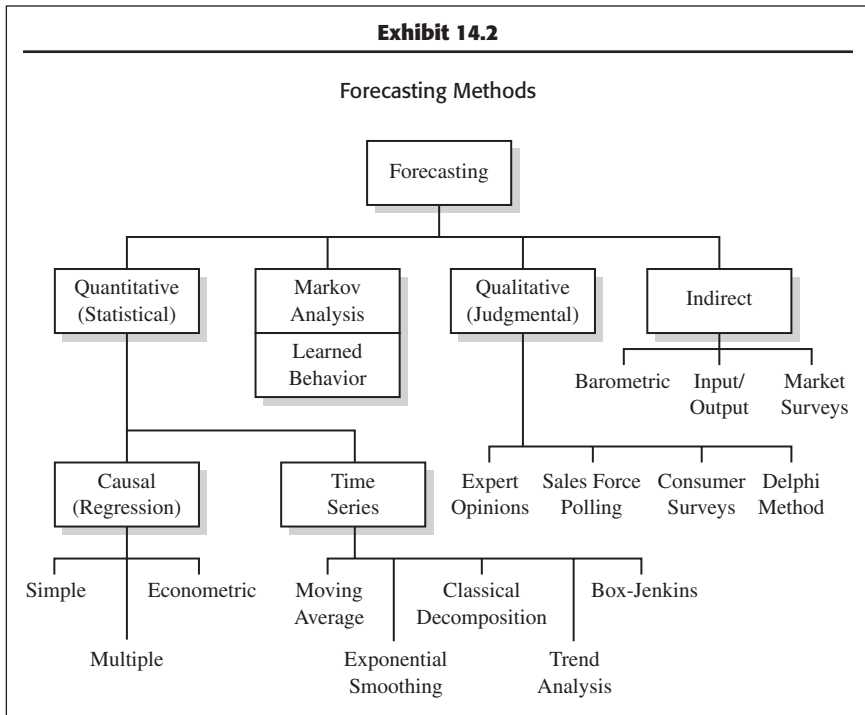 Exhibit 14.2
Forecasting Methods
Forecasting
Quantitative
(Statistical)
Markov
Analysis
Learned
Behavior
Qualitative
(Judgmental)
Indirect
Barometric
Input/
Output
Market
Surveys
Causal
(Regression)
Time
Series
Expert
Opinions
Sales Force
Polling
Consumer
Surveys
Delphi
Method
Simple
Econometric
Multiple
Moving
Average
Classical
Decomposition
Box-Jenkins
Exponential
Smoothing
Trend
Analysis